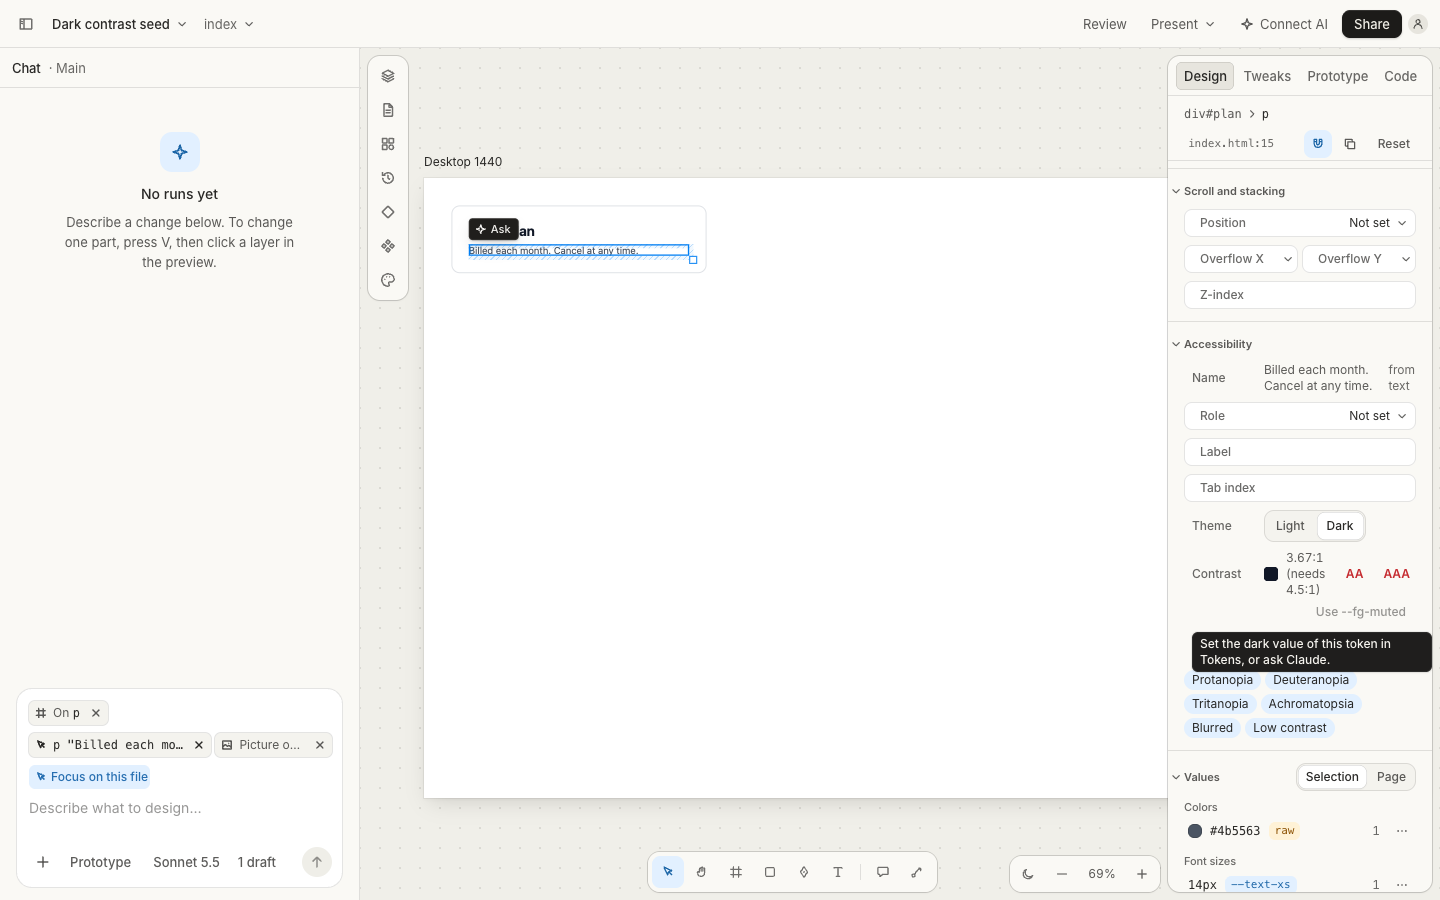 Dark contrast seed
index
Review
Present
Connect AI
Share
Chat · Main
No runs yet
Describe a change below. To change
one part, press V, then click a layer in
the preview.
On p
p "Billed each mo…
Picture o…
Focus on this file
Describe what to design...
Prototype
Sonnet 5.5
1 draft
Desktop 1440
Ask
an
Billed each month. Cancel at any time.
69%
Design
Tweaks
Prototype
Code
div#plan > p
index.html:15
Reset
Scroll and stacking
Position
Not set
Overflow X
Overflow Y
Z-index
Accessibility
Name
Billed each month.
Cancel at any time.
from
text
Role
Not set
Label
Tab index
Theme
Light
Dark
Contrast
3.67:1
(needs
4.5:1)
AA
AAA
Use --fg-muted
Set the dark value of this token in
Tokens, or ask Claude.
Protanopia
Deuteranopia
Tritanopia
Achromatopsia
Blurred
Low contrast
Values
Selection
Page
Colors
#4b5563
raw
1
Font sizes
14px
--text-xs
1